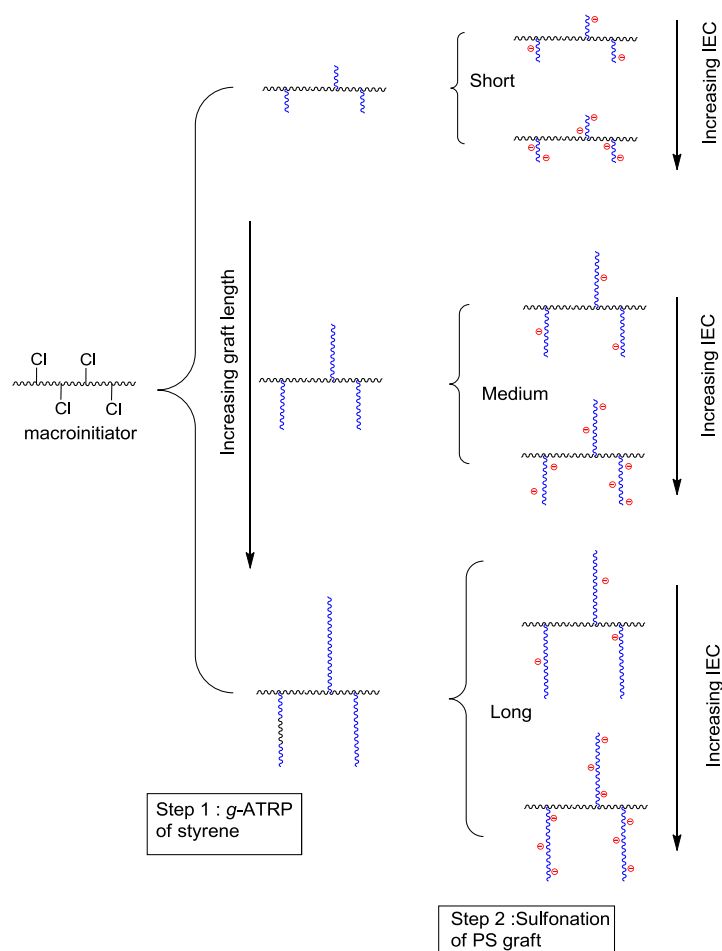 Short
Increasing IEC
Increasing graft length
Cl
Cl
Cl
Cl
macroinitiator
Medium
Increasing IEC
Long
Increasing IEC
Step 1 : g-ATRP
of styrene
Step 2 :Sulfonation
of PS graft